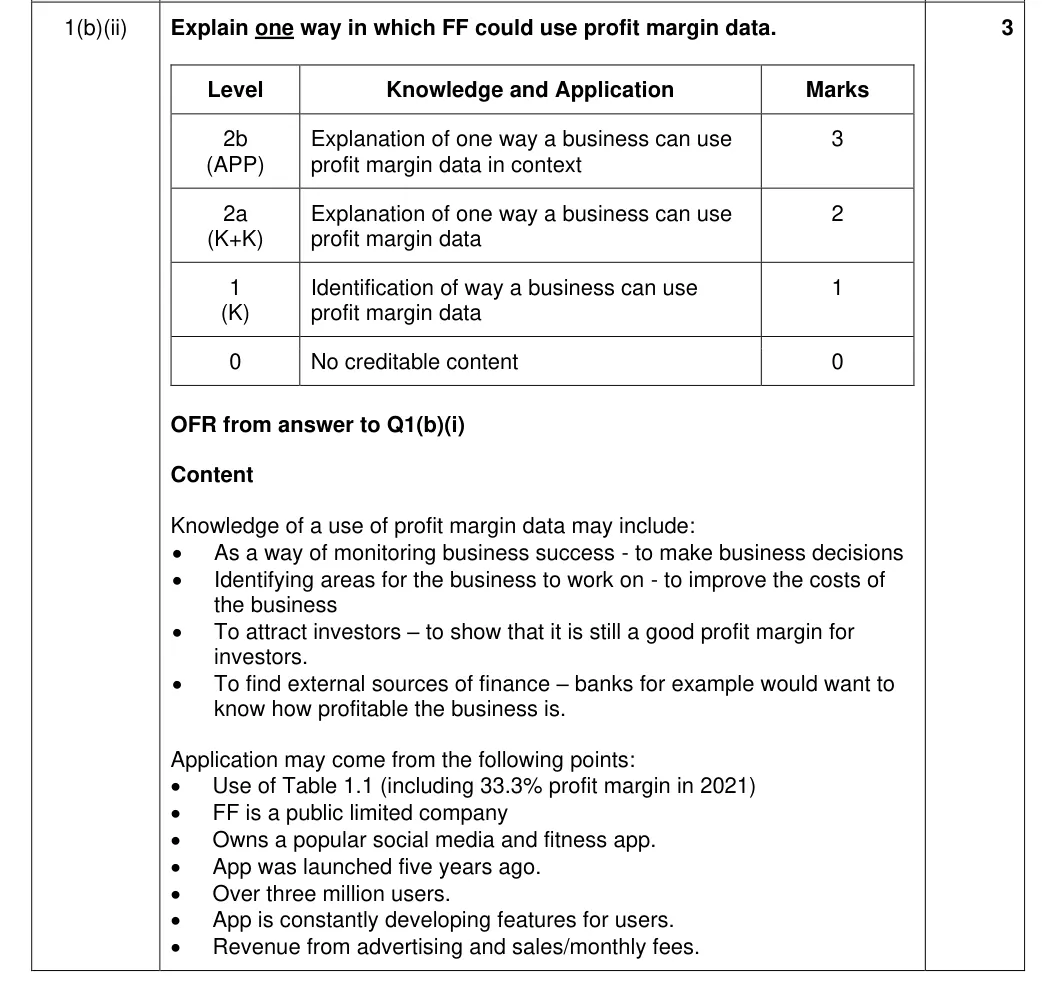 1(b)(ii) Explain one way in which FF could use profit margin data. 3
Level Knowledge and Application Marks
2b Explanation of one way a business can use 3
(APP) profit margin data in context
2a Explanation of one way a business can use 2
(K+K) profit margin data
1 Identification of way a business can use 1
(K) profit margin data
0 No creditable content 0
OFR from answer to Q1(b)(i)
Content
Knowledge of a use of profit margin data may include:
• As a way of monitoring business success - to make business decisions
• Identifying areas for the business to work on - to improve the costs of
the business
• To attract investors – to show that it is still a good profit margin for
investors.
• To find external sources of finance – banks for example would want to
know how profitable the business is.
Application may come from the following points:
• Use of Table 1.1 (including 33.3% profit margin in 2021)
• FF is a public limited company
• Owns a popular social media and fitness app.
• App was launched five years ago.
• Over three million users.
• App is constantly developing features for users.
• Revenue from advertising and sales/monthly fees.